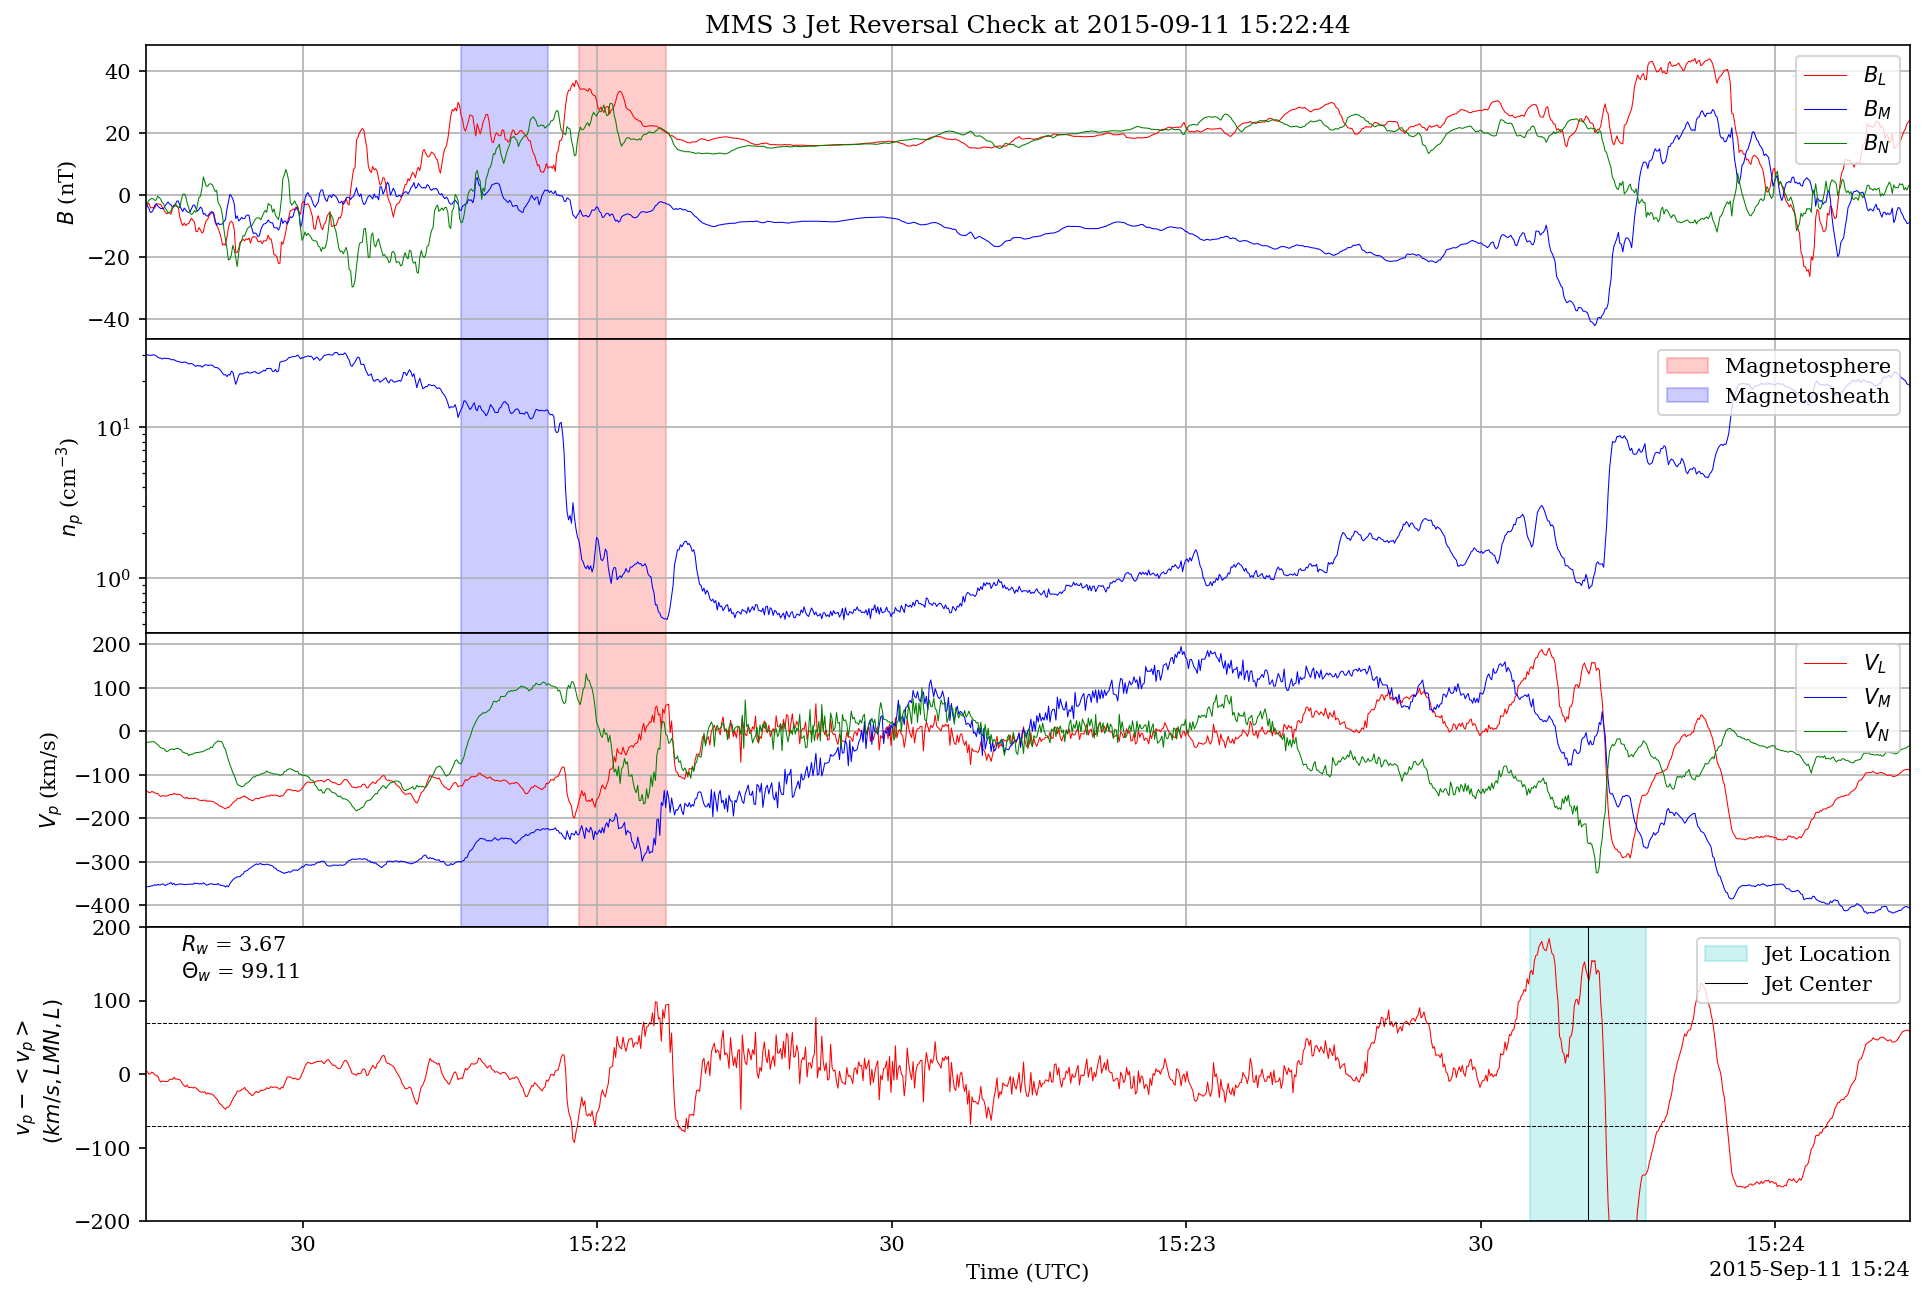 MMS 3 Jet Reversal Check at 2015-09-11 15:22:44
40
20
0
−20
−40
B (nT)
B_L
B_M
B_N
10^1
10^0
n_p (cm^−3)
Magnetosphere
Magnetosheath
200
100
0
−100
−200
−300
−400
V_p (km/s)
V_L
V_M
V_N
200
100
0
−100
−200
v_p − < v_p >
(km/s, LMN, L)
R_w = 3.67
Θ_w = 99.11
Jet Location
Jet Center
30
15:22
30
15:23
30
15:24
Time (UTC)
2015-Sep-11 15:24